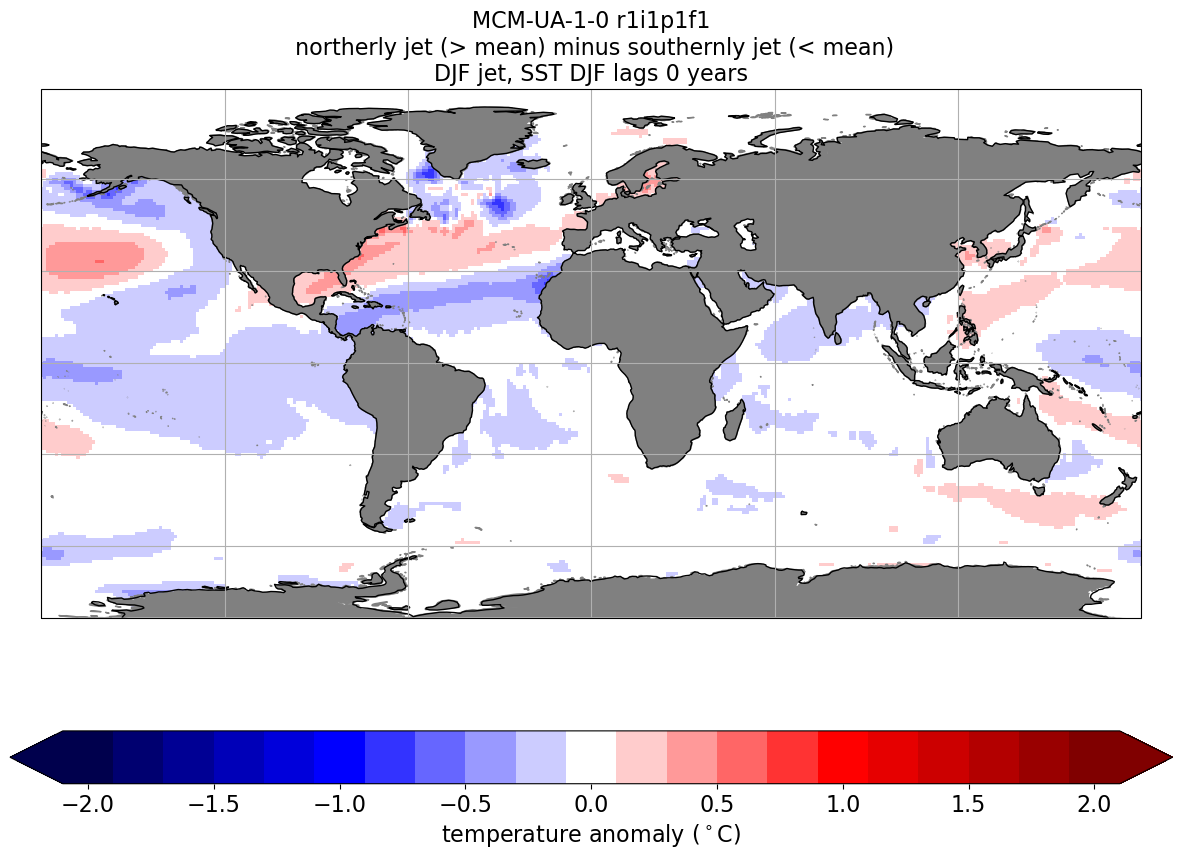 MCM-UA-1-0 r1i1p1f1
northerly jet (> mean) minus southernly jet (< mean)
DJF jet, SST DJF lags 0 years
−2.0 −1.5 −1.0 −0.5 0.0 0.5 1.0 1.5 2.0
temperature anomaly (°C)